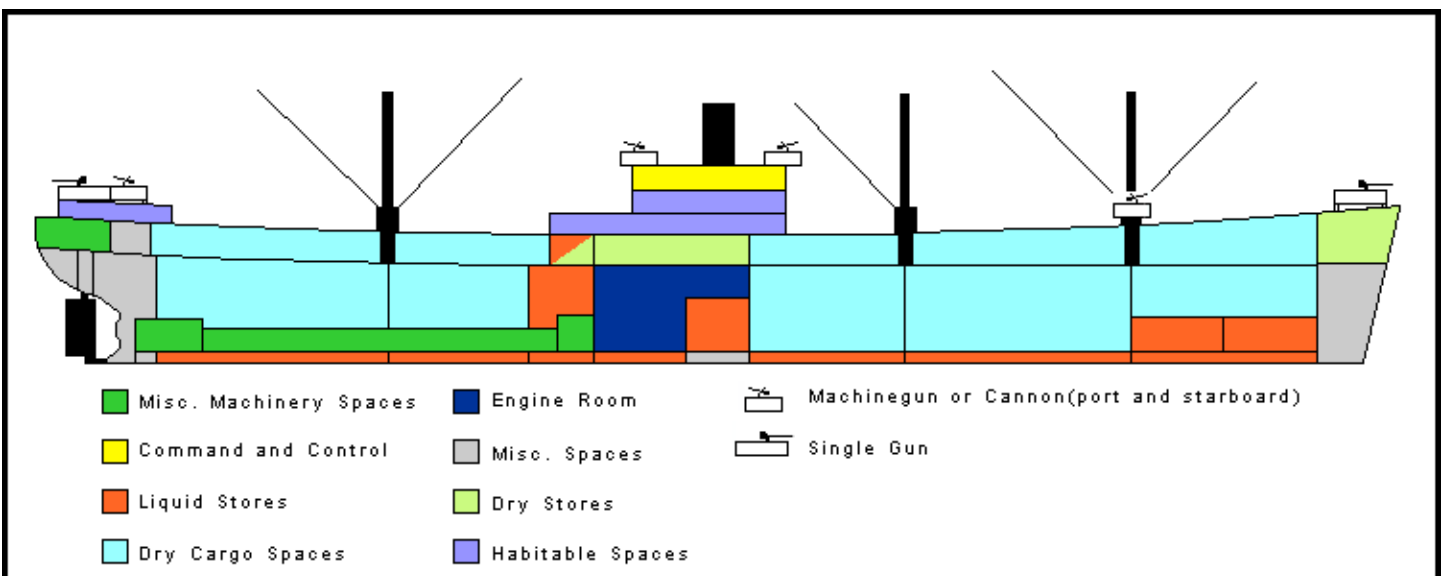 Misc. Machinery Spaces
Engine Room
Machinegun or Cannon(port and starboard)
Command and Control
Misc. Spaces
Single Gun
Liquid Stores
Dry Stores
Dry Cargo Spaces
Habitable Spaces